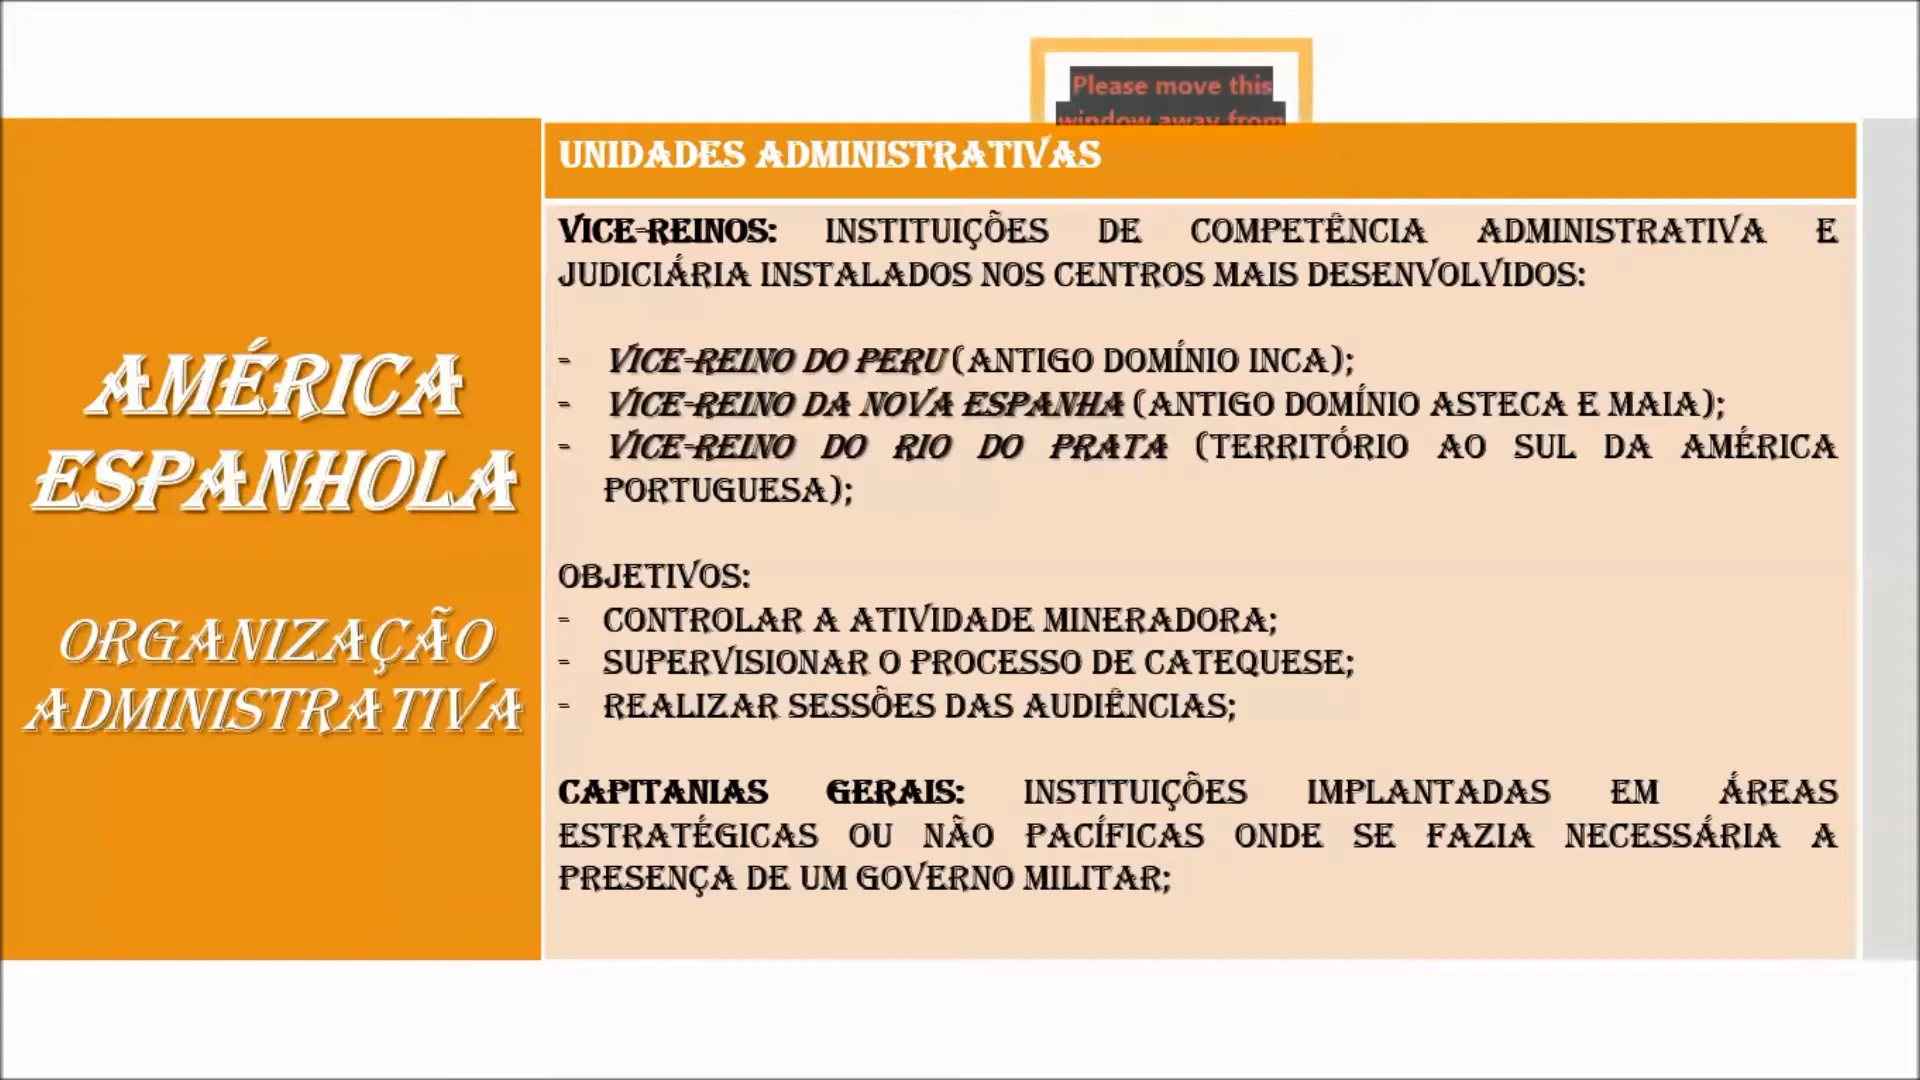 Please move this
window away from
UNIDADES ADMINISTRATIVAS
VICE-REINOS: INSTITUIÇÕES DE COMPETÊNCIA ADMINISTRATIVA E
JUDICIÁRIA INSTALADOS NOS CENTROS MAIS DESENVOLVIDOS:
- VICE-REINO DO PERU (ANTIGO DOMÍNIO INCA);
- VICE-REINO DA NOVA ESPANHA (ANTIGO DOMÍNIO ASTECA E MAIA);
- VICE-REINO DO RIO DO PRATA (TERRITÓRIO AO SUL DA AMÉRICA
PORTUGUESA);
OBJETIVOS:
- CONTROLAR A ATIVIDADE MINERADORA;
- SUPERVISIONAR O PROCESSO DE CATEQUESE;
- REALIZAR SESSÕES DAS AUDIÊNCIAS;
CAPITANIAS GERAIS: INSTITUIÇÕES IMPLANTADAS EM ÁREAS
ESTRATÉGICAS OU NÃO PACÍFICAS ONDE SE FAZIA NECESSÁRIA A
PRESENÇA DE UM GOVERNO MILITAR;
AMÉRICA
ESPANHOLA
ORGANIZAÇÃO
ADMINISTRATIVA